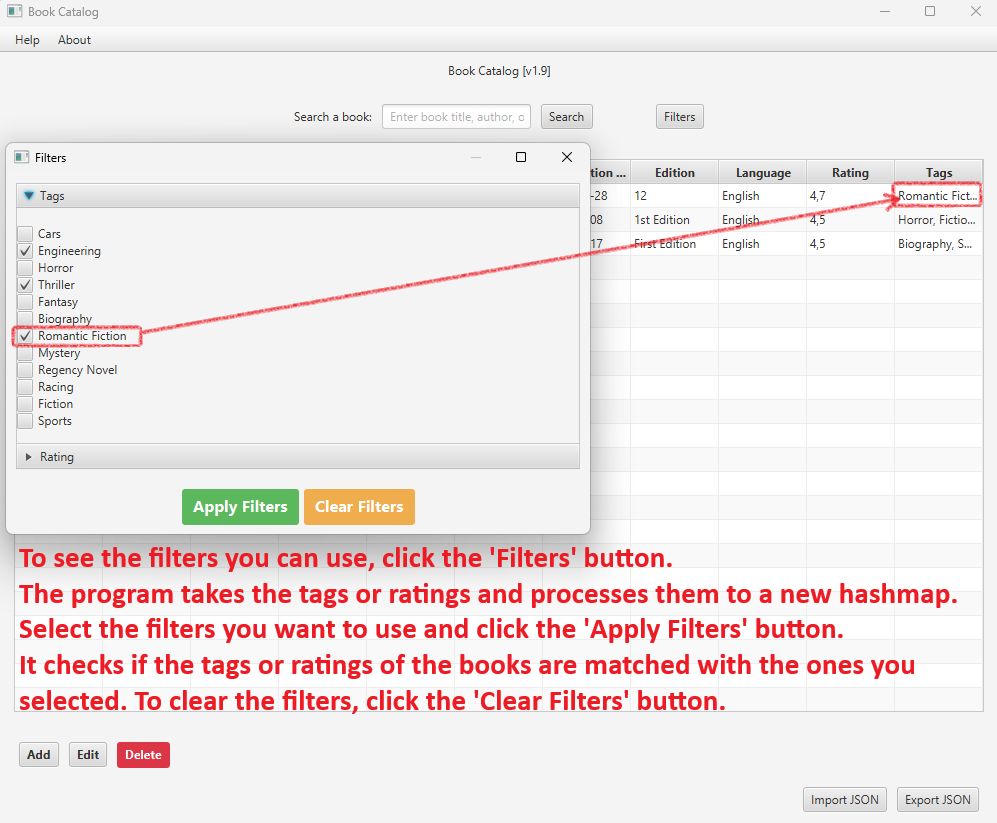 Book Catalog
Help About
Book Catalog [v1.9]
Search a book: Enter book title, author, o Search Filters
Filters
Tags
Cars
Engineering
Horror
Thriller
Fantasy
Biography
Romantic Fiction
Mystery
Regency Novel
Racing
Fiction
Sports
Rating
Apply Filters Clear Filters
tion ... Edition Language Rating Tags
-28 12 English 4,7 Romantic Fict...
08 1st Edition English 4,5 Horror, Fictio...
17 First Edition English 4,5 Biography, S...
To see the filters you can use, click the 'Filters' button.
The program takes the tags or ratings and processes them to a new hashmap.
Select the filters you want to use and click the 'Apply Filters' button.
It checks if the tags or ratings of the books are matched with the ones you
selected. To clear the filters, click the 'Clear Filters' button.
Add Edit Delete
Import JSON Export JSON